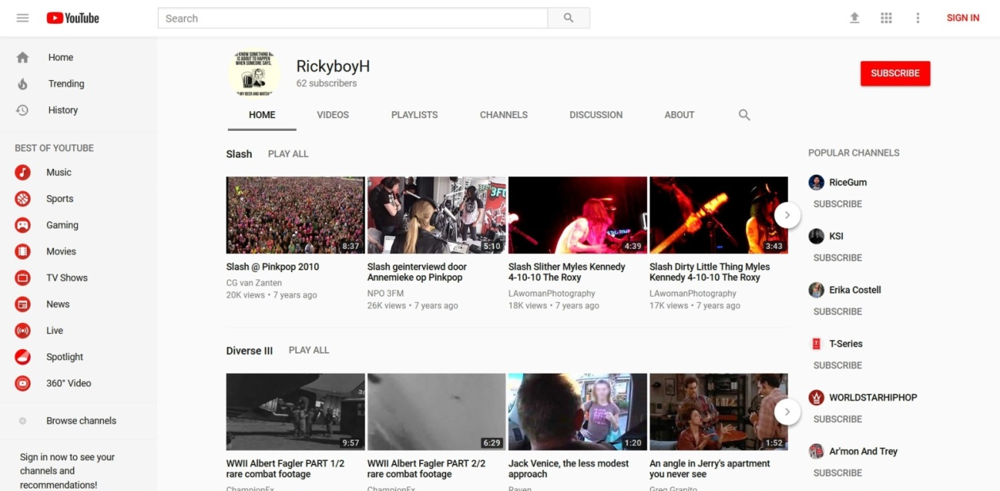 YouTube
Search
SIGN IN
Home
Trending
History
BEST OF YOUTUBE
Music
Sports
Gaming
Movies
TV Shows
News
Live
Spotlight
360° Video
Browse channels
Sign in now to see your
channels and
recommendations!
KNOW SOMETHING
IS ABOUT TO HAPPEN
WHEN SOMEONE SAYS,
MY BEER AND WATCH
RickyboyH
62 subscribers
SUBSCRIBE
HOME
VIDEOS
PLAYLISTS
CHANNELS
DISCUSSION
ABOUT
Slash PLAY ALL
8:37
Slash @ Pinkpop 2010
CG van Zanten
20K views • 7 years ago
5:10
Slash geinterviewd door
Annemieke op Pinkpop
NPO 3FM
26K views • 7 years ago
4:39
Slash Slither Myles Kennedy
4-10-10 The Roxy
LAwomanPhotography
18K views • 7 years ago
3:43
Slash Dirty Little Thing Myles
Kennedy 4-10-10 The Roxy
LAwomanPhotography
17K views • 7 years ago
Diverse III PLAY ALL
9:57
WWII Albert Fagler PART 1/2
rare combat footage
ChampionEx
6:29
WWII Albert Fagler PART 2/2
rare combat footage
ChampionEx
1:20
Jack Venice, the less modest
approach
Raven
1:52
An angle in Jerry's apartment
you never see
Greg Granito
POPULAR CHANNELS
RiceGum
SUBSCRIBE
KSI
SUBSCRIBE
Erika Costell
SUBSCRIBE
T-Series
SUBSCRIBE
WORLDSTARHIPHOP
SUBSCRIBE
Ar'mon And Trey
SUBSCRIBE